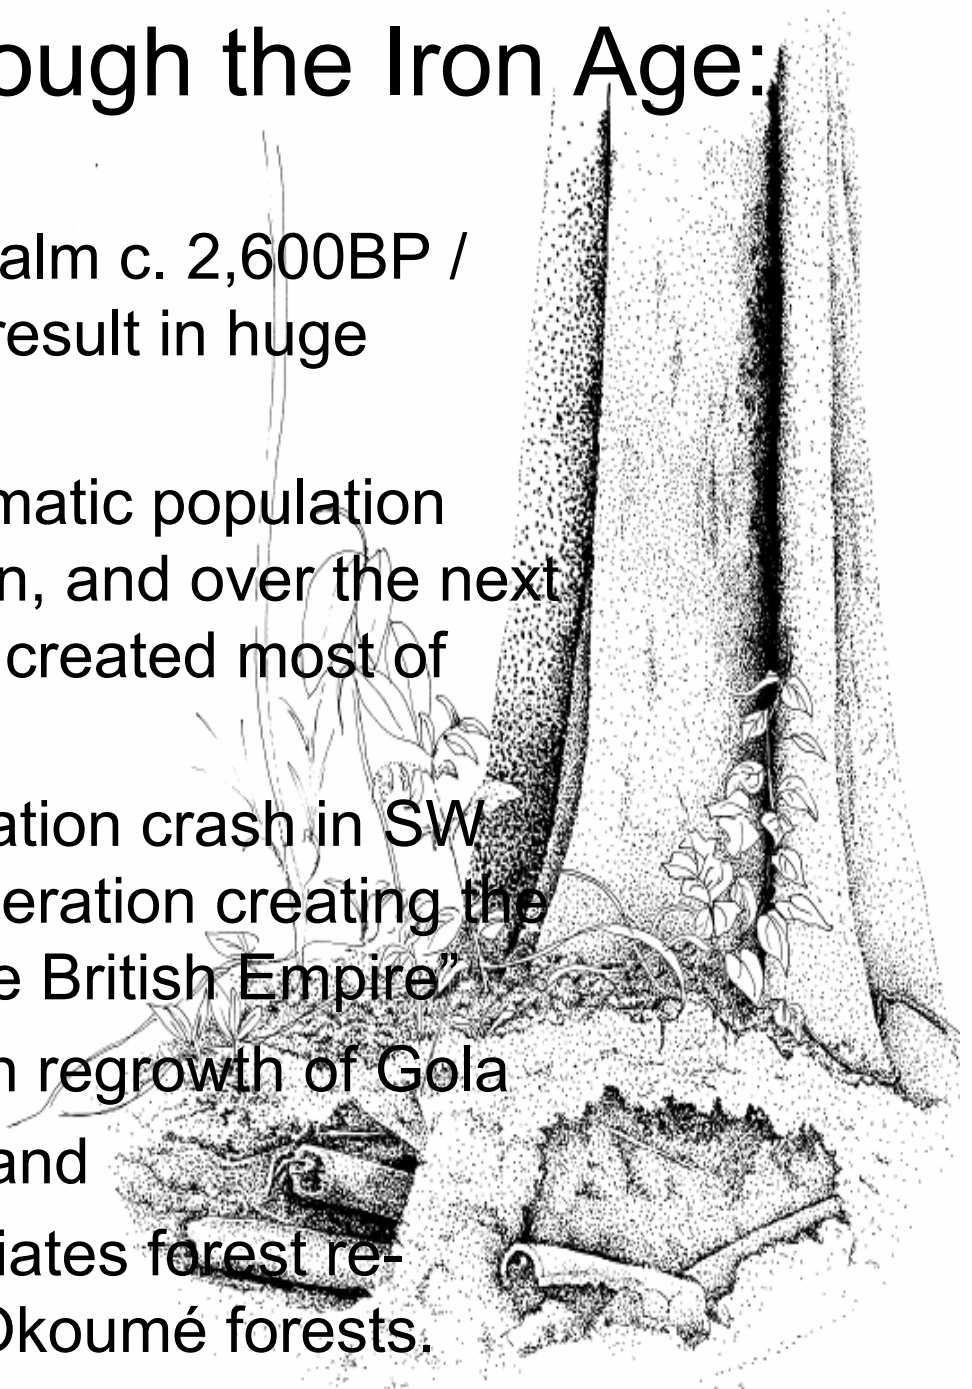 ough the Iron Age:
alm c. 2,600BP /
result in huge
matic population
n, and over the next
created most of
ation crash in SW
eration creating the
e British Empire”
n regrowth of Gola
and
iates forest re-
Okoumé forests.